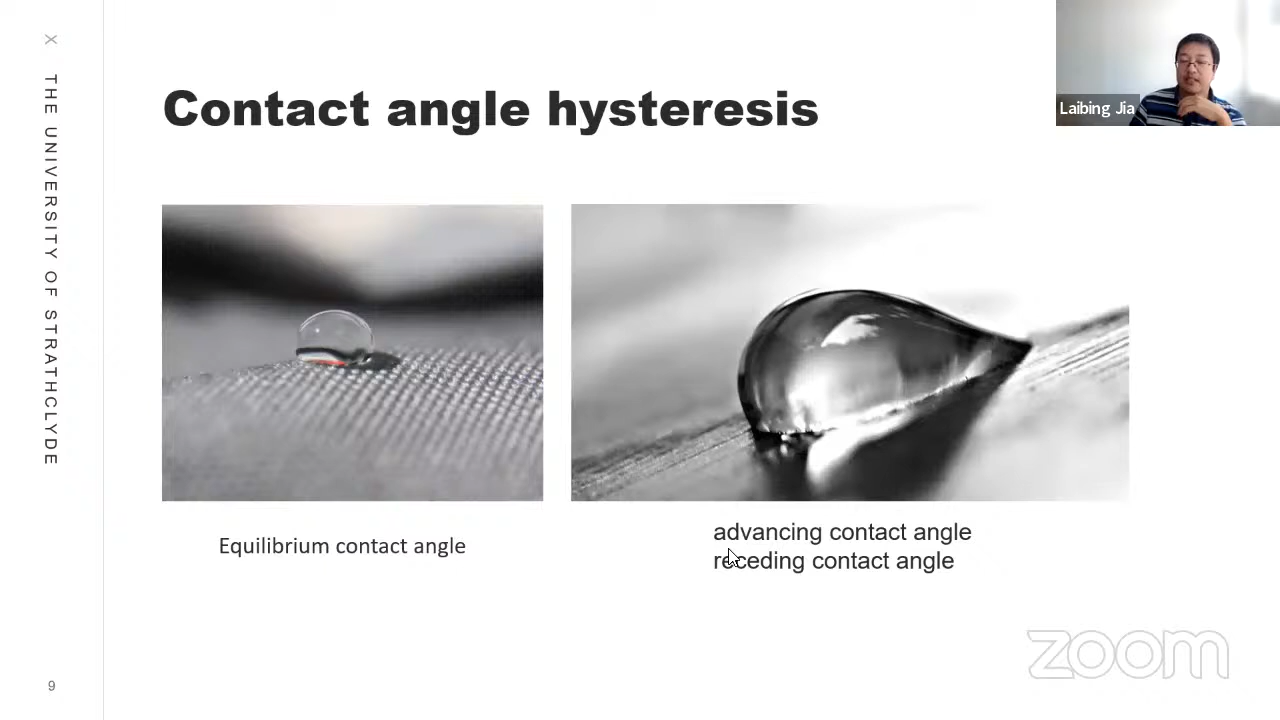 X THE UNIVERSITY OF STRATHCLYDE
Contact angle hysteresis
Laibing Jia
Equilibrium contact angle
advancing contact angle
receding contact angle
zoom
9